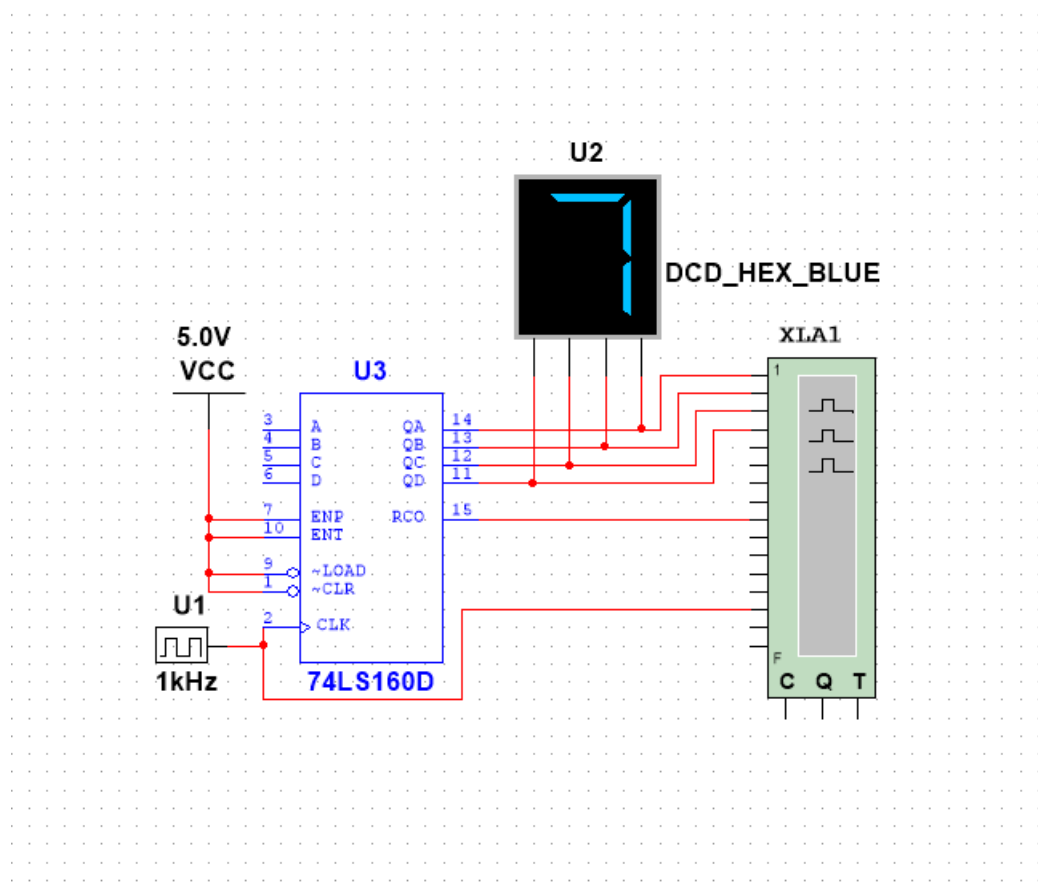 U2
7
DCD_HEX_BLUE
5.0V
VCC
U3
XLA1
1
3 A QA 14
4 B QB 13
5 C QC 12
6 D QD 11
7 ENP RCO 15
10 ENT
9 ~LOAD
1 ~CLR
U1
2 CLK
1kHz
74LS160D
F
C Q T